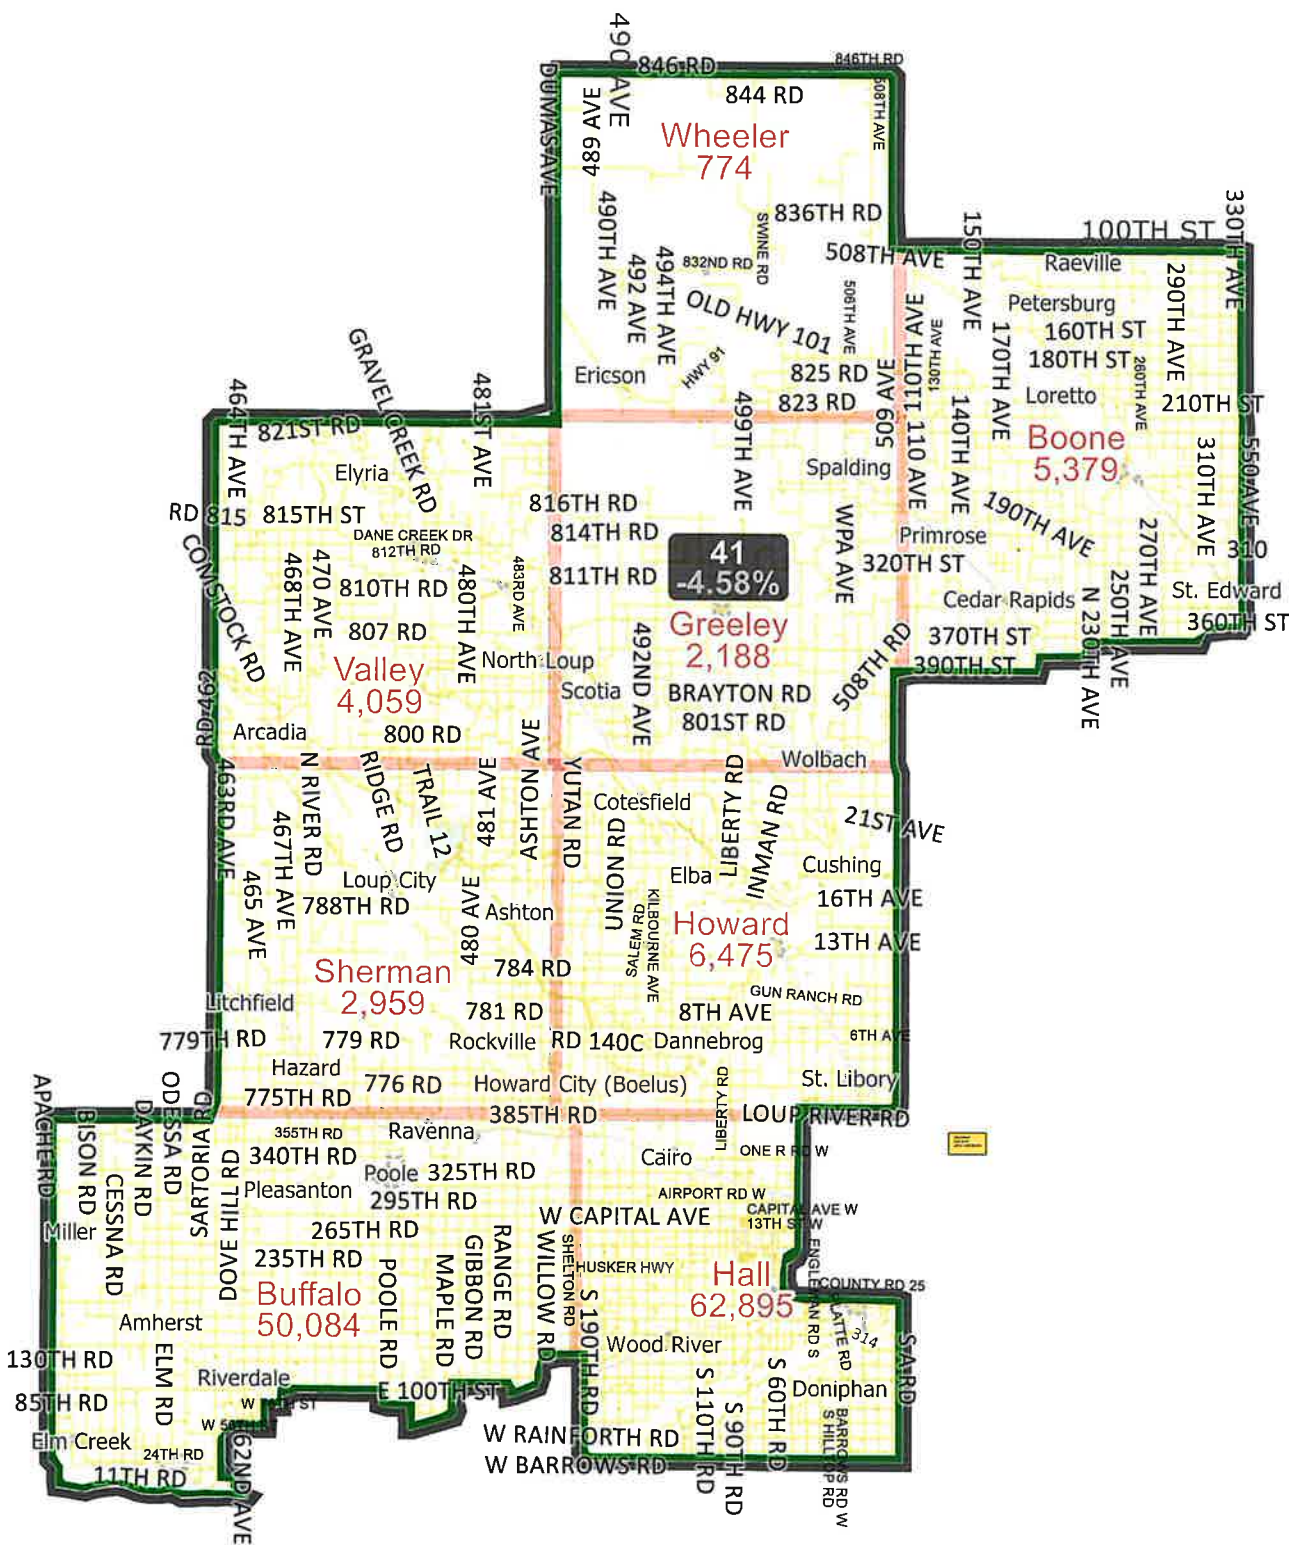 490 AVE
846 RD
846TH RD
DUMAS AVE
489 AVE
844 RD
508TH AVE
Wheeler
774
490TH AVE
836TH RD
SWINE RD
150TH AVE
100TH ST
330TH AVE
492 AVE
494TH AVE
832ND RD
508TH AVE
Raeville
290TH AVE
OLD HWY 101
506TH AVE
110TH AVE
130TH AVE
Petersburg
160TH ST
170TH AVE
180TH ST
260TH AVE
GRAVEL CREEK RD
Ericson
HWY 91
825 RD
509 AVE
823 RD
Loretto
210TH ST
464TH AVE
481ST AVE
499TH AVE
110 AVE
140TH AVE
Boone
5,379
310TH AVE
550 AVE
821ST RD
Elyria
Spalding
RD 815
815TH ST
816TH RD
WPA AVE
190TH AVE
DANE CREEK DR
812TH RD
814TH RD
41
-4.58%
Primrose
270TH AVE
310
COMSTOCK RD
468TH AVE
470 AVE
810TH RD
480TH AVE
483RD AVE
811TH RD
320TH ST
250TH AVE
St. Edward
Cedar Rapids
N 230TH AVE
360TH ST
807 RD
492ND AVE
Greeley
2,188
508TH RD
370TH ST
390TH ST
Valley
4,059
North Loup
Scotia
BRAYTON RD
801ST RD
RD 462
Arcadia
800 RD
ASHTON AVE
Wolbach
463RD AVE
N RIVER RD
RIDGE RD
TRAIL 12
481 AVE
YUTAN RD
Cotesfield
LIBERTY RD
INMAN RD
21ST AVE
467TH AVE
465 AVE
Loup City
788TH RD
480 AVE
Ashton
UNION RD
Elba
Cushing
16TH AVE
SALEM RD
KILBOURNE AVE
Howard
6,475
13TH AVE
Sherman
2,959
784 RD
Litchfield
781 RD
GUN RANCH RD
8TH AVE
779TH RD
779 RD
Rockville
RD 140C
Dannebrog
6TH AVE
Hazard
776 RD
775TH RD
Howard City (Boelus)
St. Libory
APACHE RD
BISON RD
DAYKIN RD
ODESSA RD
SARTORIA RD
385TH RD
LIBERTY RD
LOUP RIVER RD
355TH RD
Ravenna
340TH RD
Cairo
ONE R RD W
CESSNA RD
DOVE HILL RD
Pleasanton
Poole
325TH RD
295TH RD
AIRPORT RD W
Miller
265TH RD
W CAPITAL AVE
CAPITAL AVE W
13TH ST W
235TH RD
POOLE RD
MAPLE RD
GIBBON RD
RANGE RD
WILLOW RD
SHELTON RD
HUSKER HWY
ENGLEMAN RD S
Buffalo
50,084
Hall
62,895
COUNTY RD 25
PLATTE RD
314
Amherst
S 190TH RD
Wood River
S ARD
130TH RD
ELM RD
Riverdale
E 100TH ST
S 110TH RD
S 60TH RD
Doniphan
85TH RD
S 90TH RD
BARROWS RD W
S HILLTOP RD
Elm Creek
24TH RD
W RAINFORTH RD
11TH RD
62ND AVE
W BARROWS RD